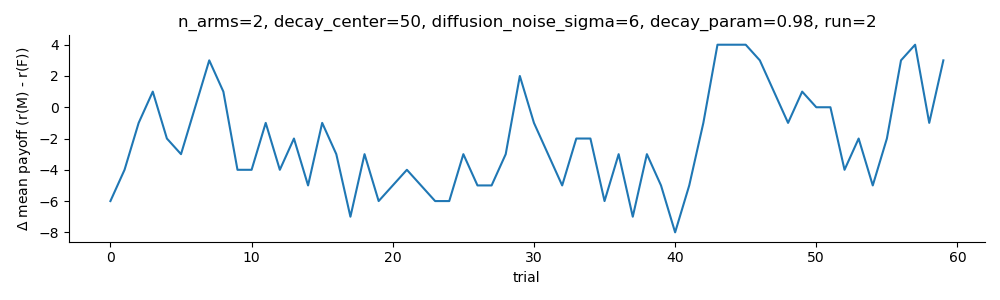 n_arms=2, decay_center=50, diffusion_noise_sigma=6, decay_param=0.98, run=2
Δ mean payoff (r(M) - r(F))
4
2
0
−2
−4
−6
−8
0 10 20 30 40 50 60
trial